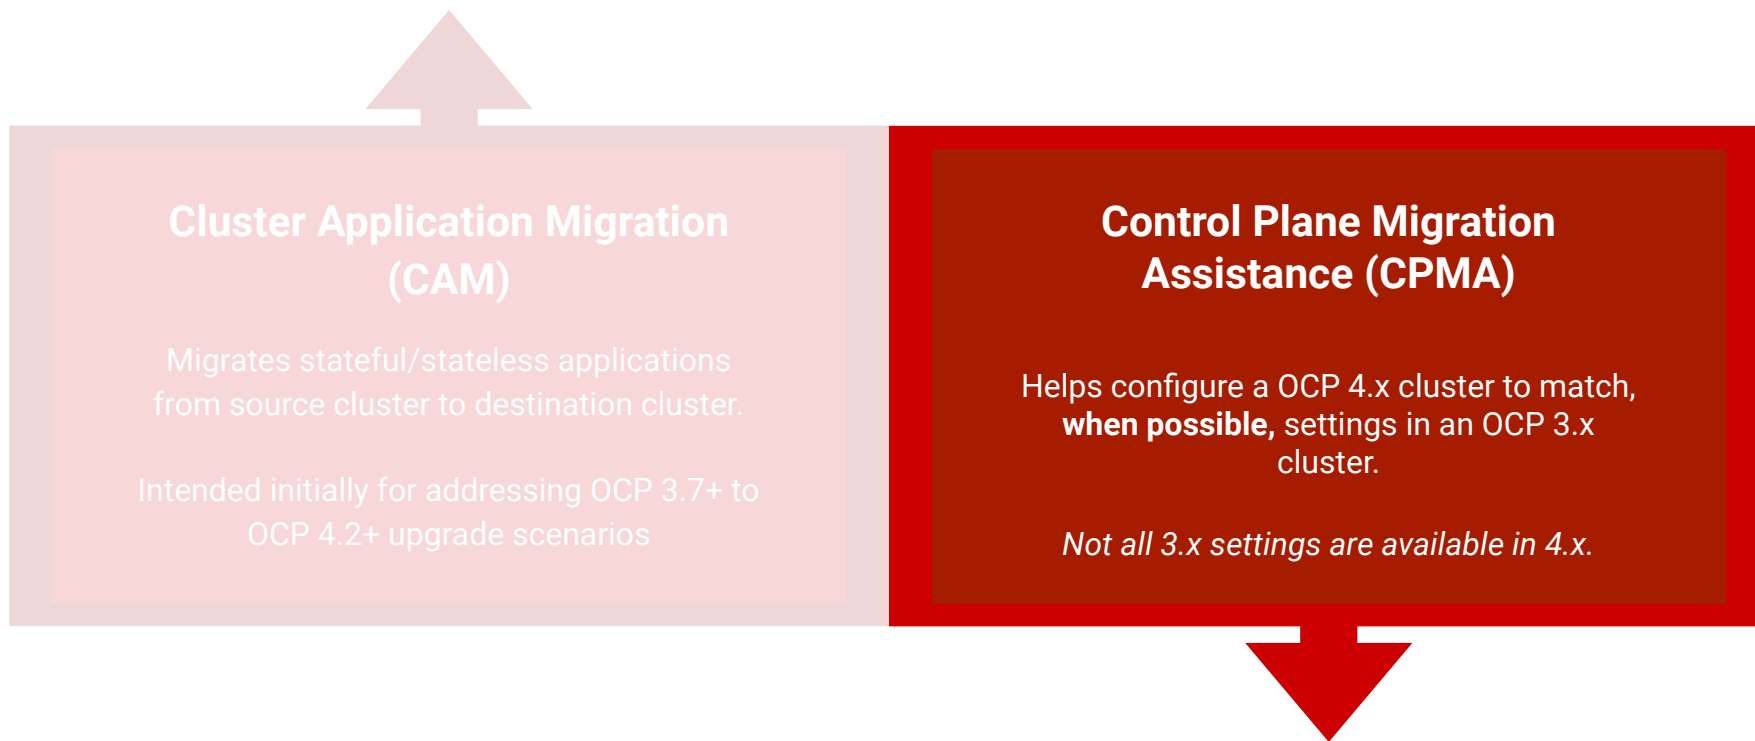 Cluster Application Migration
(CAM)
Migrates stateful/stateless applications
from source cluster to destination cluster.
Intended initially for addressing OCP 3.7+ to
OCP 4.2+ upgrade scenarios
Control Plane Migration
Assistance (CPMA)
Helps configure a OCP 4.x cluster to match,
when possible, settings in an OCP 3.x
cluster.
Not all 3.x settings are available in 4.x.